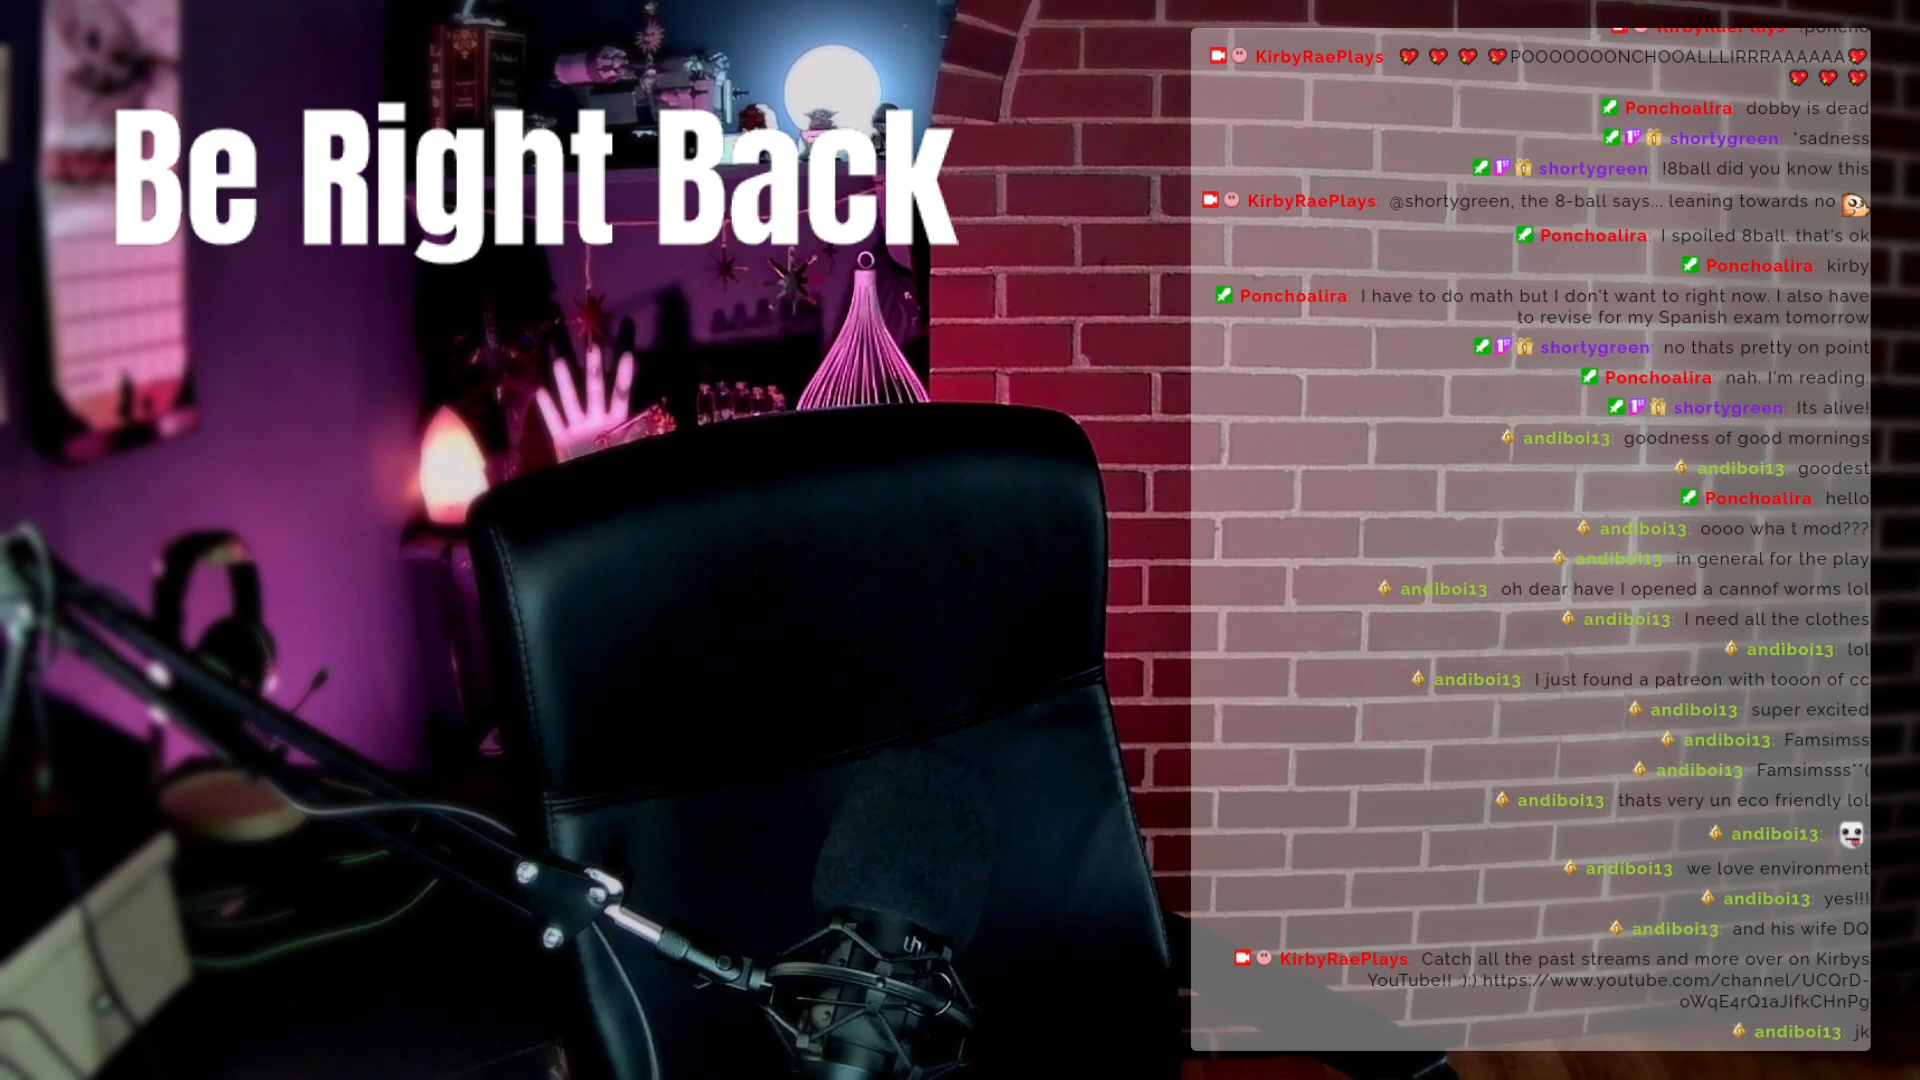 Be Right Back
KirbyRaePlays: !poncho
KirbyRaePlays: POOOOOOONCHOOALLLIRRRAAAAAA
Ponchoalira: dobby is dead
shortygreen: *sadness
shortygreen: !8ball did you know this
KirbyRaePlays: @shortygreen, the 8-ball says... leaning towards no
Ponchoalira: I spoiled 8ball. that's ok
Ponchoalira: kirby
Ponchoalira: I have to do math but I don't want to right now. I also have
to revise for my Spanish exam tomorrow
shortygreen: no thats pretty on point
Ponchoalira: nah. I'm reading.
shortygreen: Its alive!
andiboi13: goodness of good mornings
andiboi13: goodest
Ponchoalira: hello
andiboi13: oooo wha t mod???
andiboi13: in general for the play
andiboi13: oh dear have I opened a cannof worms lol
andiboi13: I need all the clothes
andiboi13: lol
andiboi13: I just found a patreon with tooon of cc
andiboi13: super excited
andiboi13: Famsimss
andiboi13: Famsimsss**(
andiboi13: thats very un eco friendly lol
andiboi13:
andiboi13: we love environment
andiboi13: yes!!!
andiboi13: and his wife DQ
KirbyRaePlays: Catch all the past streams and more over on Kirbys
YouTube!! :):) https://www.youtube.com/channel/UCQrD-
oWqE4rQ1aJIfkCHnPg
andiboi13: jk